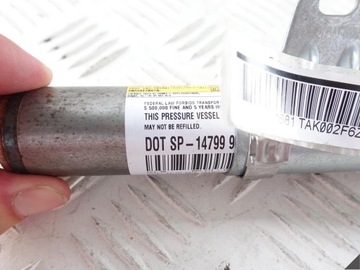 FEDERAL LAW FORBIDS TRANSPOR
$ 500,000 FINE AND 5 YEARS
THIS PRESSURE VESSEL
MAY NOT BE REFILLED.
DOT SP-14799 9
981 TAK002F62